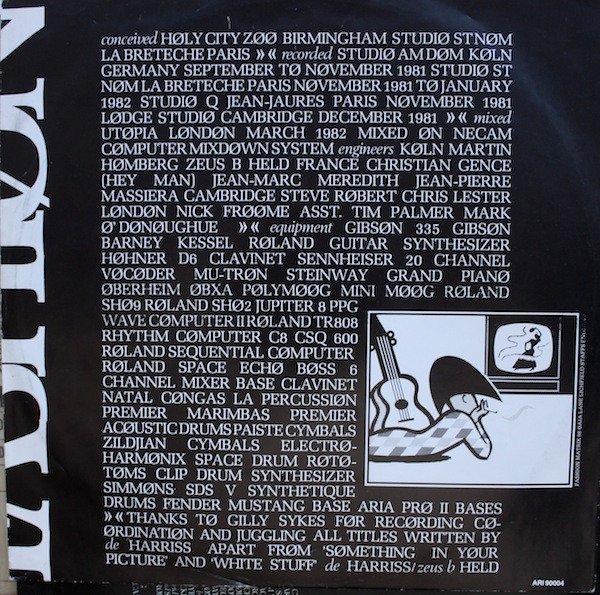 FASHIØN
conceived HØLY CITY ZØØ BIRMINGHAM STUDIØ ST NØM
LA BRETECHE PARIS »« recorded STUDIØ AM DØM KØLN
GERMANY SEPTEMBER TØ NØVEMBER 1981 STUDIØ ST
NØM LA BRETECHE PARIS NØVEMBER 1981 TØ JANUARY
1982 STUDIØ Q JEAN-JAURES PARIS NØVEMBER 1981
LØDGE STUDIØ CAMBRIDGE DECEMBER 1981 »« mixed
UTØPIA LØNDØN MARCH 1982 MIXED ØN NECAM
CØMPUTER MIXDØWN SYSTEM engineers KØLN MARTIN
HØMBERG ZEUS B HELD FRANCE CHRISTIAN GENCE
(HEY MAN) JEAN-MARC MEREDITH JEAN-PIERRE
MASSIERA CAMBRIDGE STEVE RØBERT CHRIS LESTER
LØNDØN NICK FRØØME ASST. TIM PALMER MARK
Ø'DØNØUGHUE »« equipment GIBSØN 335 GIBSØN
BARNEY KESSEL RØLAND GUITAR SYNTHESIZER
HØHNER D6 CLAVINET SENNHEISER 20 CHANNEL
VØCØDER MU-TRØN STEINWAY GRAND PIANØ
ØBERHEIM ØBXA PØLYMØØG MINI MØØG RØLAND
SHØ9 RØLAND SHØ2 JUPITER 8 PPG
WAVE CØMPUTER II RØLAND TR808
RHYTHM CØMPUTER C8 CSQ 600
RØLAND SEQUENTIAL CØMPUTER
RØLAND SPACE ECHØ BØSS 6
CHANNEL MIXER BASE CLAVINET
NATAL CØNGAS LA PERCUSSIØN
PREMIER MARIMBAS PREMIER
ACØUSTIC DRUMS PAISTE CYMBALS
ZILDJIAN CYMBALS ELECTRØ-
HARMØNIX SPACE DRUM RØTØ-
TØMS CLIP DRUM SYNTHESIZER
SIMMØNS SDS V SYNTHETIQUE
DRUMS FENDER MUSTANG BASE ARIA PRØ II BASES
»« THANKS TØ GILLY SYKES FØR RECØRDING CØ-
ØRDINATIØN AND JUGGLING ALL TITLES WRITTEN BY
de HARRISS APART FRØM 'SØMETHING IN YØUR
PICTURE' AND 'WHITE STUFF' de HARRISS/zeus b HELD
FASHIØN MATRIX 89 GAIA LANE LICHFIELD STAFFS
ARI 90004